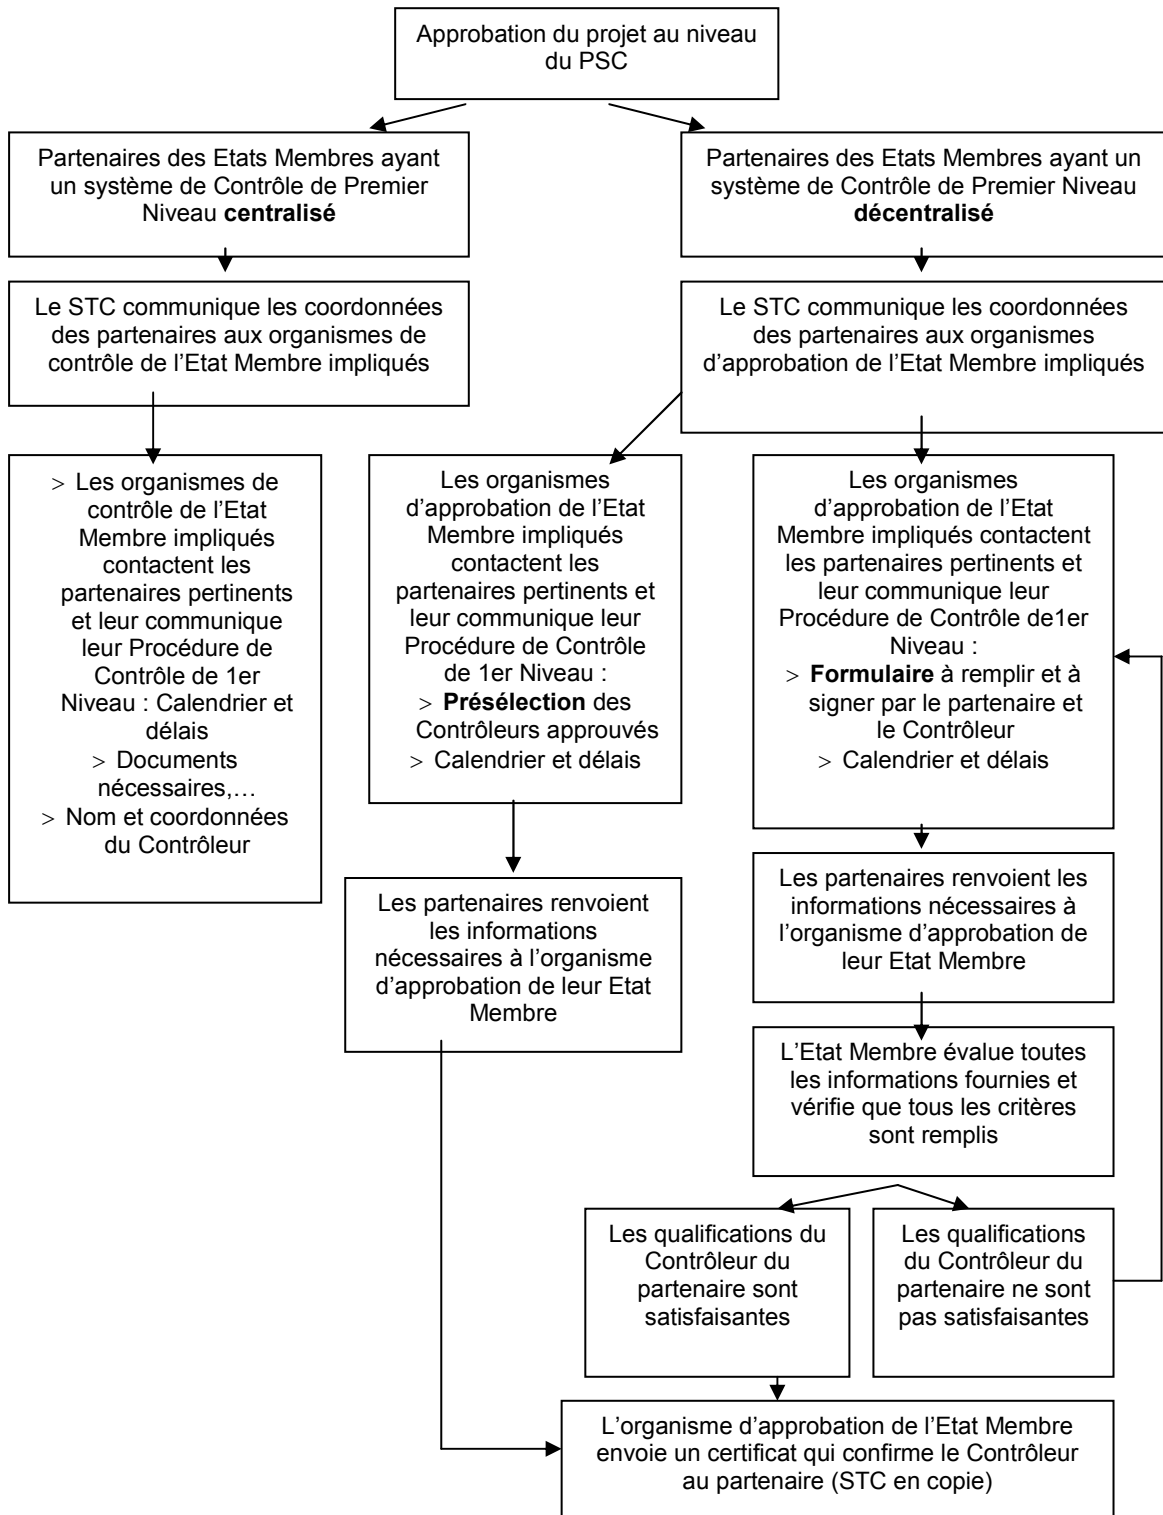 Approbation du projet au niveau
du PSC
Partenaires des Etats Membres ayant
un système de Contrôle de Premier
Niveau centralisé
Partenaires des Etats Membres ayant un
système de Contrôle de Premier Niveau
décentralisé
Le STC communique les coordonnées
des partenaires aux organismes de
contrôle de l’Etat Membre impliqués
Le STC communique les coordonnées
des partenaires aux organismes
d’approbation de l’Etat Membre impliqués
> Les organismes de
contrôle de l’Etat
Membre impliqués
contactent les
partenaires pertinents
et leur communique
leur Procédure de
Contrôle de 1er
Niveau : Calendrier et
délais
> Documents
nécessaires,…
> Nom et coordonnées
du Contrôleur
Les organismes
d’approbation de l’Etat
Membre impliqués
contactent les
partenaires pertinents et
leur communique leur
Procédure de Contrôle
de 1er Niveau :
> Présélection des
Contrôleurs approuvés
> Calendrier et délais
Les organismes
d’approbation de l’Etat
Membre impliqués contactent
les partenaires pertinents et
leur communique leur
Procédure de Contrôle de1er
Niveau :
> Formulaire à remplir et à
signer par le partenaire et
le Contrôleur
> Calendrier et délais
Les partenaires renvoient
les informations
nécessaires à l’organisme
d’approbation de leur Etat
Membre
Les partenaires renvoient les
informations nécessaires à
l’organisme d’approbation de
leur Etat Membre
L’Etat Membre évalue toutes
les informations fournies et
vérifie que tous les critères
sont remplis
Les qualifications du
Contrôleur du
partenaire sont
satisfaisantes
Les qualifications
du Contrôleur du
partenaire ne sont
pas satisfaisantes
L’organisme d’approbation de l’Etat Membre
envoie un certificat qui confirme le Contrôleur
au partenaire (STC en copie)